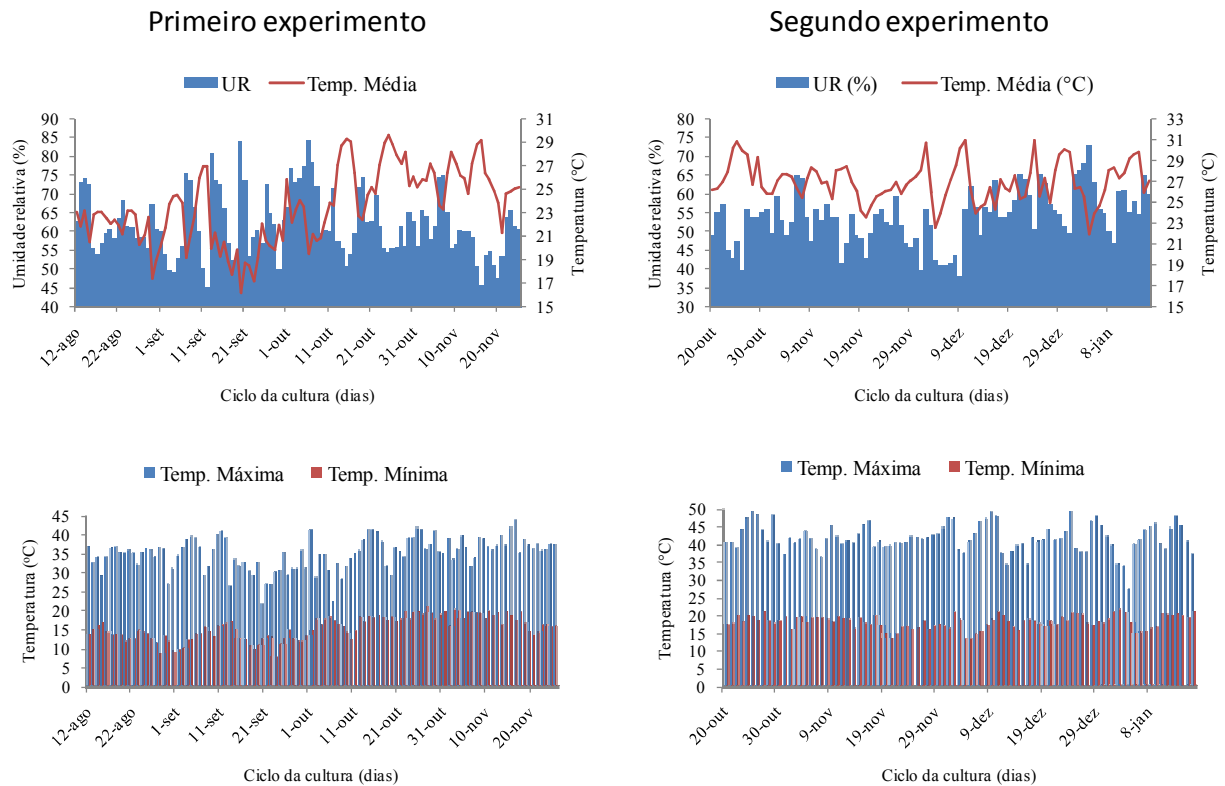 Primeiro experimento
Segundo experimento
UR Temp. Média
UR (%) Temp. Média (°C)
Umidade relativa (%)
90
85
80
75
70
65
60
55
50
45
40
31
29
27
25
23
21
19
17
15
Temperatura (°C)
12-ago
22-ago
1-set
11-set
21-set
1-out
11-out
21-out
31-out
10-nov
20-nov
Ciclo da cultura (dias)
Umidade relativa (%)
80
75
70
65
60
55
50
45
40
35
30
33
31
29
27
25
23
21
19
17
15
Temperatura (°C)
20-out
30-out
9-nov
19-nov
29-nov
9-dez
19-dez
29-dez
8-jan
Ciclo da cultura (dias)
Temp. Máxima Temp. Mínima
Temp. Máxima Temp. Mínima
Temperatura (°C)
45
40
35
30
25
20
15
10
5
0
12-ago
22-ago
1-set
11-set
21-set
1-out
11-out
21-out
31-out
10-nov
20-nov
Ciclo da cultura (dias)
Temperatura (°C)
50
45
40
35
30
25
20
15
10
5
0
20-out
30-out
9-nov
19-nov
29-nov
9-dez
19-dez
29-dez
8-jan
Ciclo da cultura (dias)